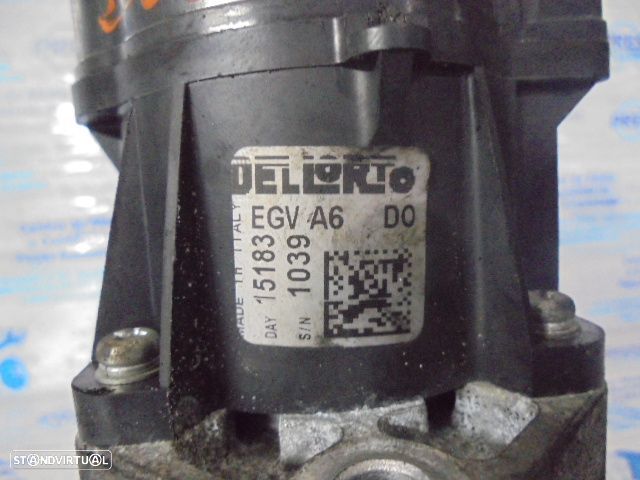 DELLORTO
EGV A6 DO
MADE IN ITALY
DAY 15183
S/N 1039
STANDVIRTUAL